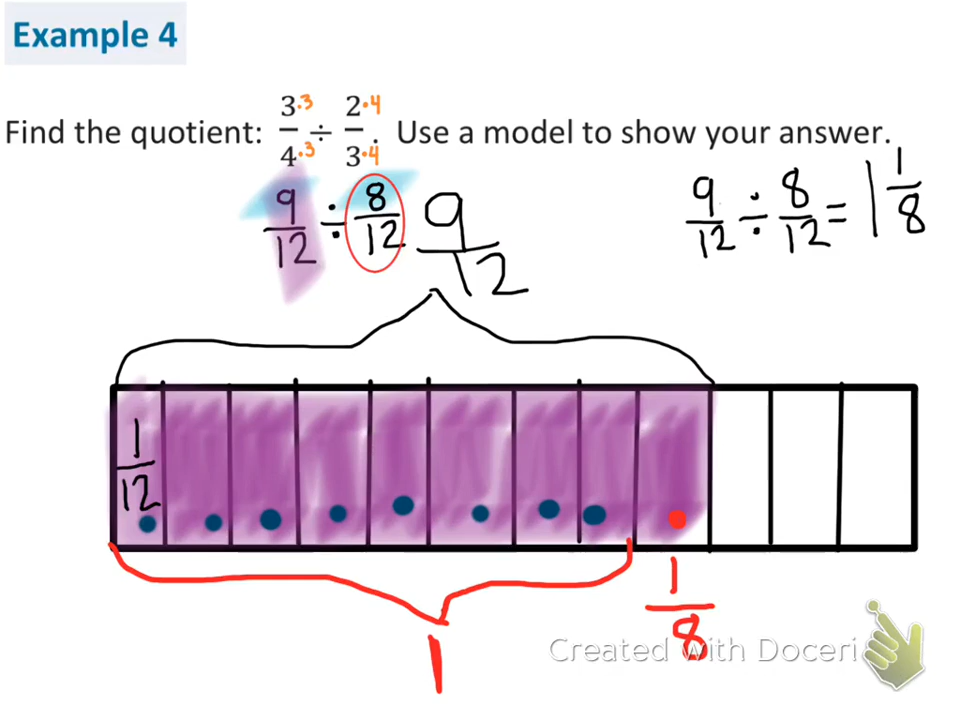 Example 4
Find the quotient: 3·3/4·3 ÷ 2·4/3·4 . Use a model to show your answer.
9/12 ÷ 8/12 9/12
9/12 ÷ 8/12 = 1 1/8
1/12
1
1/8
Created with Doceri